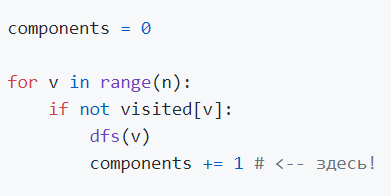 components = 0
for v in range(n):
    if not visited[v]:
        dfs(v)
        components += 1 # <-- здесь!